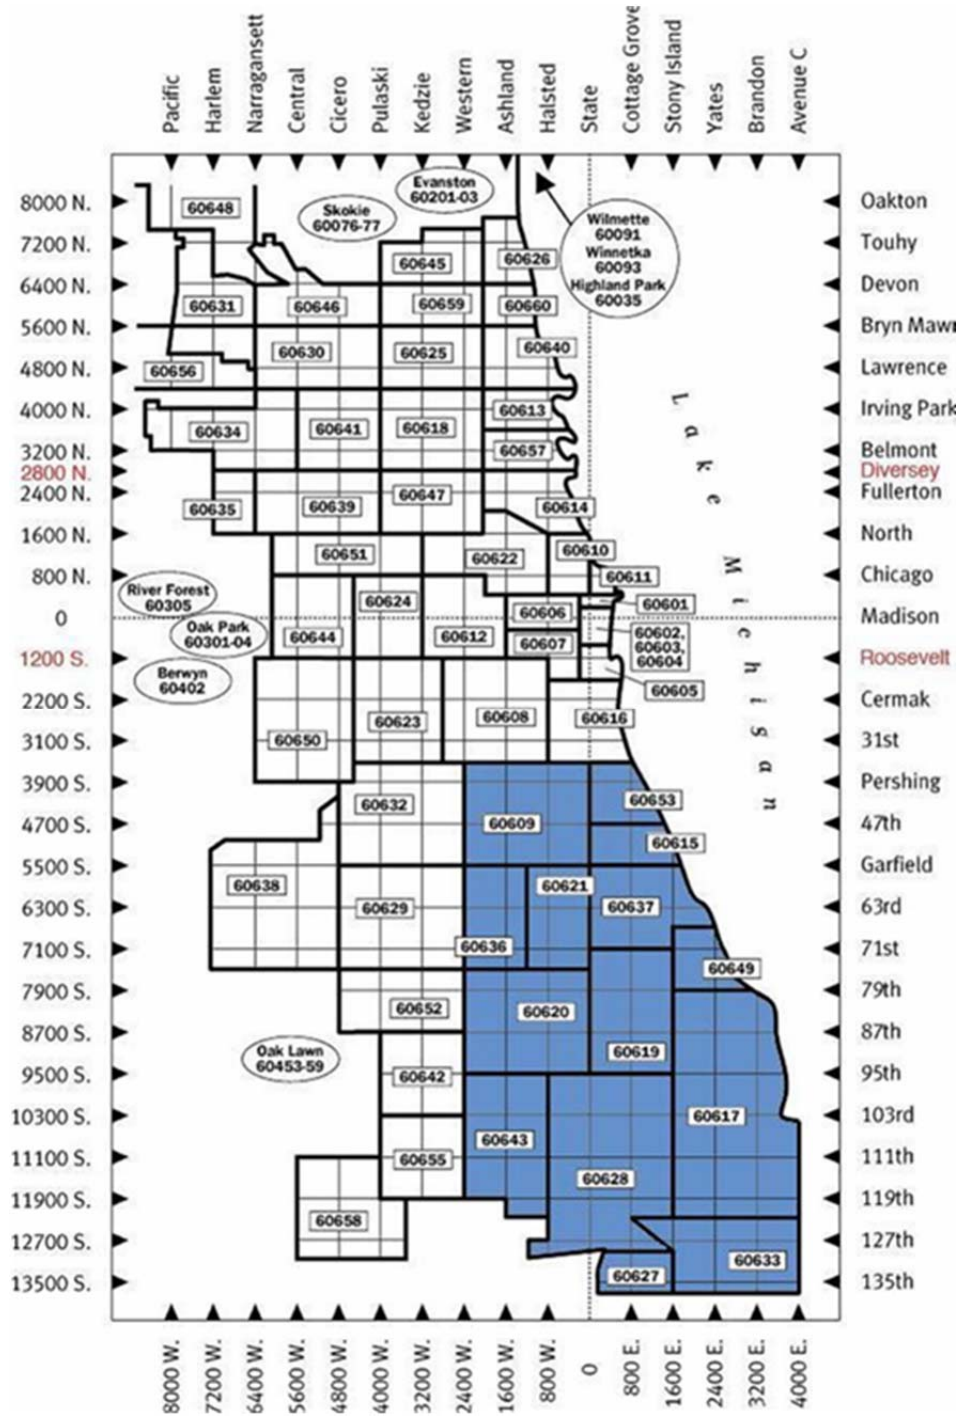 Pacific
Harlem
Narragansett
Central
Cicero
Pulaski
Kedzie
Western
Ashland
Halsted
State
Cottage Grove
Stony Island
Yates
Brandon
Avenue C
8000 N.
7200 N.
6400 N.
5600 N.
4800 N.
4000 N.
3200 N.
2800 N.
2400 N.
1600 N.
800 N.
0
1200 S.
2200 S.
3100 S.
3900 S.
4700 S.
5500 S.
6300 S.
7100 S.
7900 S.
8700 S.
9500 S.
10300 S.
11100 S.
11900 S.
12700 S.
13500 S.
Evanston
60201-03
Skokie
60076-77
Wilmette
60091
Winnetka
60093
Highland Park
60035
60648
60645
60626
60631
60646
60659
60660
60630
60625
60640
60656
60634
60641
60618
60613
60657
60635
60639
60647
60614
60651
60622
60610
60611
River Forest
60305
60624
60606
60601
Oak Park
60301-04
60644
60612
60607
60602,
60603,
60604
Berwyn
60402
60605
60650
60623
60608
60616
60632
60609
60653
60615
60638
60629
60621
60637
60636
60649
60652
60620
60619
Oak Lawn
60453-59
60642
60617
60655
60643
60628
60658
60627
60633
Lake Michigan
Oakton
Touhy
Devon
Bryn Mawr
Lawrence
Irving Park
Belmont
Diversey
Fullerton
North
Chicago
Madison
Roosevelt
Cermak
31st
Pershing
47th
Garfield
63rd
71st
79th
87th
95th
103rd
111th
119th
127th
135th
8000 W.
7200 W.
6400 W.
5600 W.
4800 W.
4000 W.
3200 W.
2400 W.
1600 W.
800 W.
0
800 E.
1600 E.
2400 E.
3200 E.
4000 E.